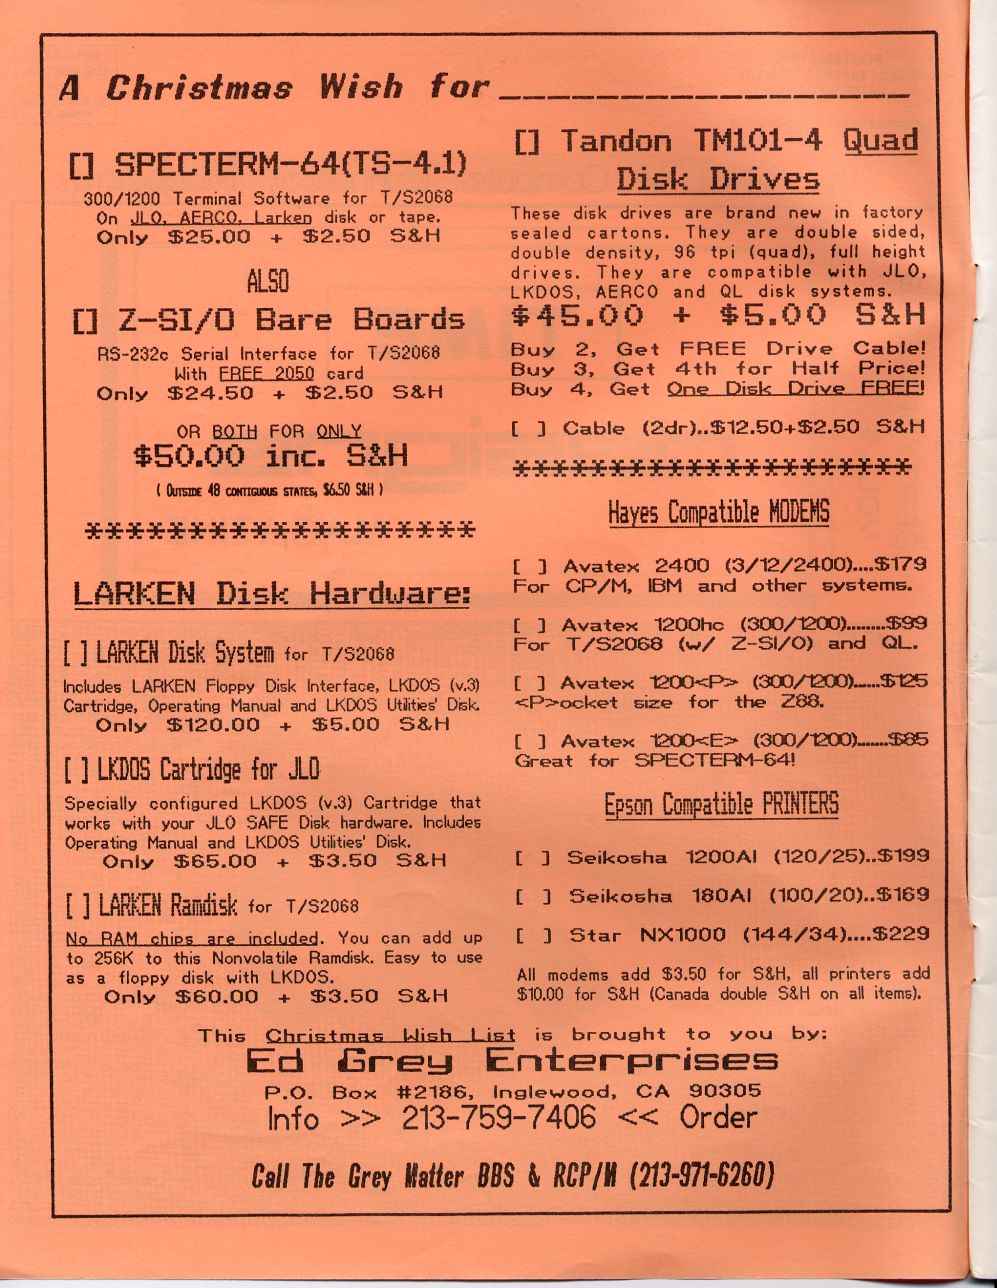 A Christmas Wish for____________________
[] SPECTERM-64(TS-4.1)
300/1200 Terminal Software for T/S2068
On JLO, AERCO, Larken disk or tape.
Only $25.00 + $2.50 S&H
ALSO
[] Z-SI/O Bare Boards
RS-232c Serial Interface for T/S2068
With FREE 2050 card
Only $24.50 + $2.50 S&H
OR BOTH FOR ONLY
$50.00 inc. S&H
( OUTSIDE 48 CONTIGUOUS STATES, $6.50 S&H )
*******************
LARKEN Disk Hardware:
[ ] LARKEN Disk System for T/S2068
Includes LARKEN Floppy Disk Interface, LKDOS (v.3)
Cartridge, Operating Manual and LKDOS Utilities' Disk.
Only $120.00 + $5.00 S&H
[ ] LKDOS Cartridge for JLO
Specially configured LKDOS (v.3) Cartridge that
works with your JLO SAFE Disk hardware. Includes
Operating Manual and LKDOS Utilities' Disk.
Only $65.00 + $3.50 S&H
[ ] LARKEN Ramdisk for T/S2068
No RAM chips are included. You can add up
to 256K to this Nonvolatile Ramdisk. Easy to use
as a floppy disk with LKDOS.
Only $60.00 + $3.50 S&H
[] Tandon TM101-4 Quad
Disk Drives
These disk drives are brand new in factory
sealed cartons. They are double sided,
double density, 96 tpi (quad), full height
drives. They are compatible with JLO,
LKDOS, AERCO and QL disk systems.
$45.00 + $5.00 S&H
Buy 2, Get FREE Drive Cable!
Buy 3, Get 4th for Half Price!
Buy 4, Get One Disk Drive FREE!
[ ] Cable (2dr)..$12.50+$2.50 S&H
*********************
Hayes Compatible MODEMS
[ ] Avatex 2400 (3/12/2400)....$179
For CP/M, IBM and other systems.
[ ] Avatex 1200hc (300/1200)........$99
For T/S2068 (w/ Z-SI/O) and QL.
[ ] Avatex 1200<P> (300/1200)......$125
<P>ocket size for the Z88.
[ ] Avatex 1200<E> (300/1200).......$85
Great for SPECTERM-64!
Epson Compatible PRINTERS
[ ] Seikosha 1200AI (120/25)..$199
[ ] Seikosha 180AI (100/20)..$169
[ ] Star NX1000 (144/34)....$229
All modems add $3.50 for S&H, all printers add
$10.00 for S&H (Canada double S&H on all items).
This Christmas Wish List is brought to you by:
Ed Grey Enterprises
P.O. Box #2186, Inglewood, CA 90305
Info >> 213-759-7406 << Order
Call The Grey Matter BBS & RCP/M (213-971-6260)